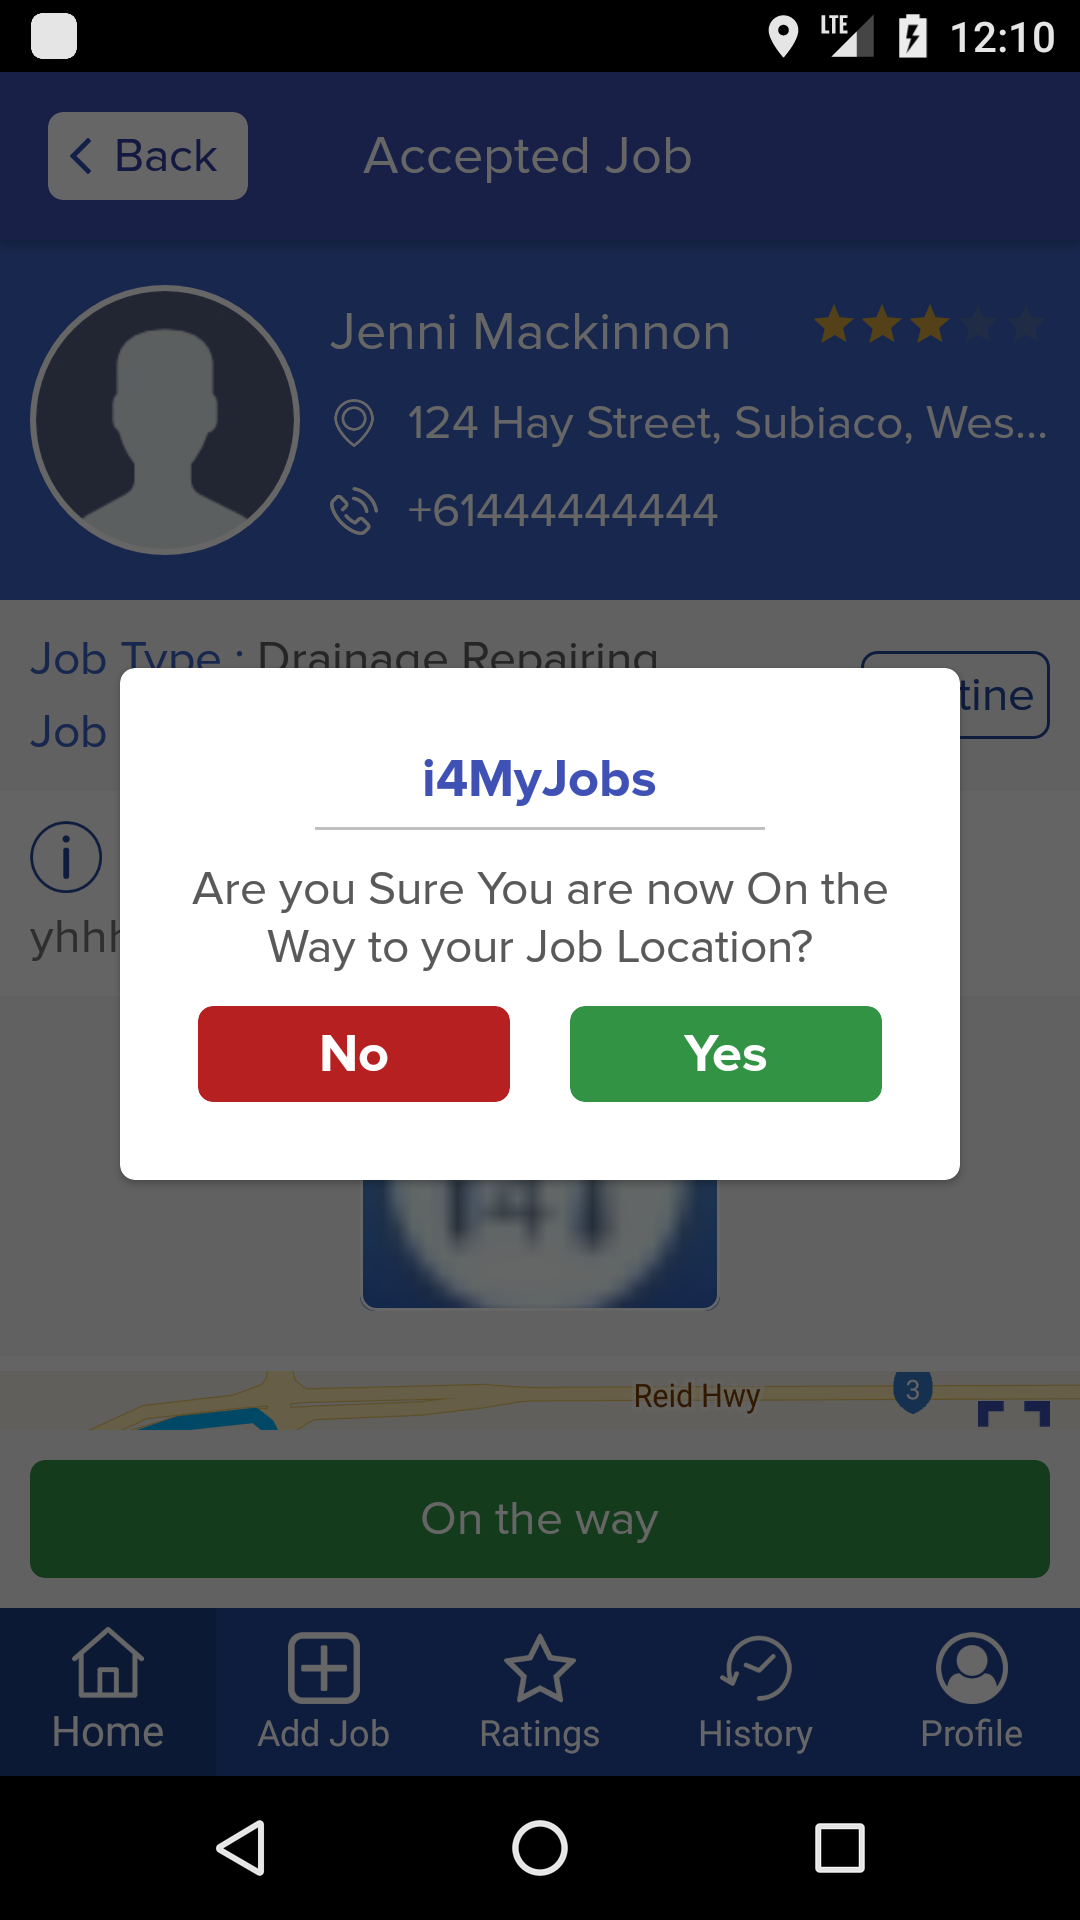 LTE 12:10
Back
Accepted Job
Jenni Mackinnon
124 Hay Street, Subiaco, Wes...
+61444444444
Job Type : Drainage Repairing
tine
Job
i4MyJobs
Are you Sure You are now On the
Way to your Job Location?
No
Yes
Reid Hwy
3
On the way
Home
Add Job
Ratings
History
Profile